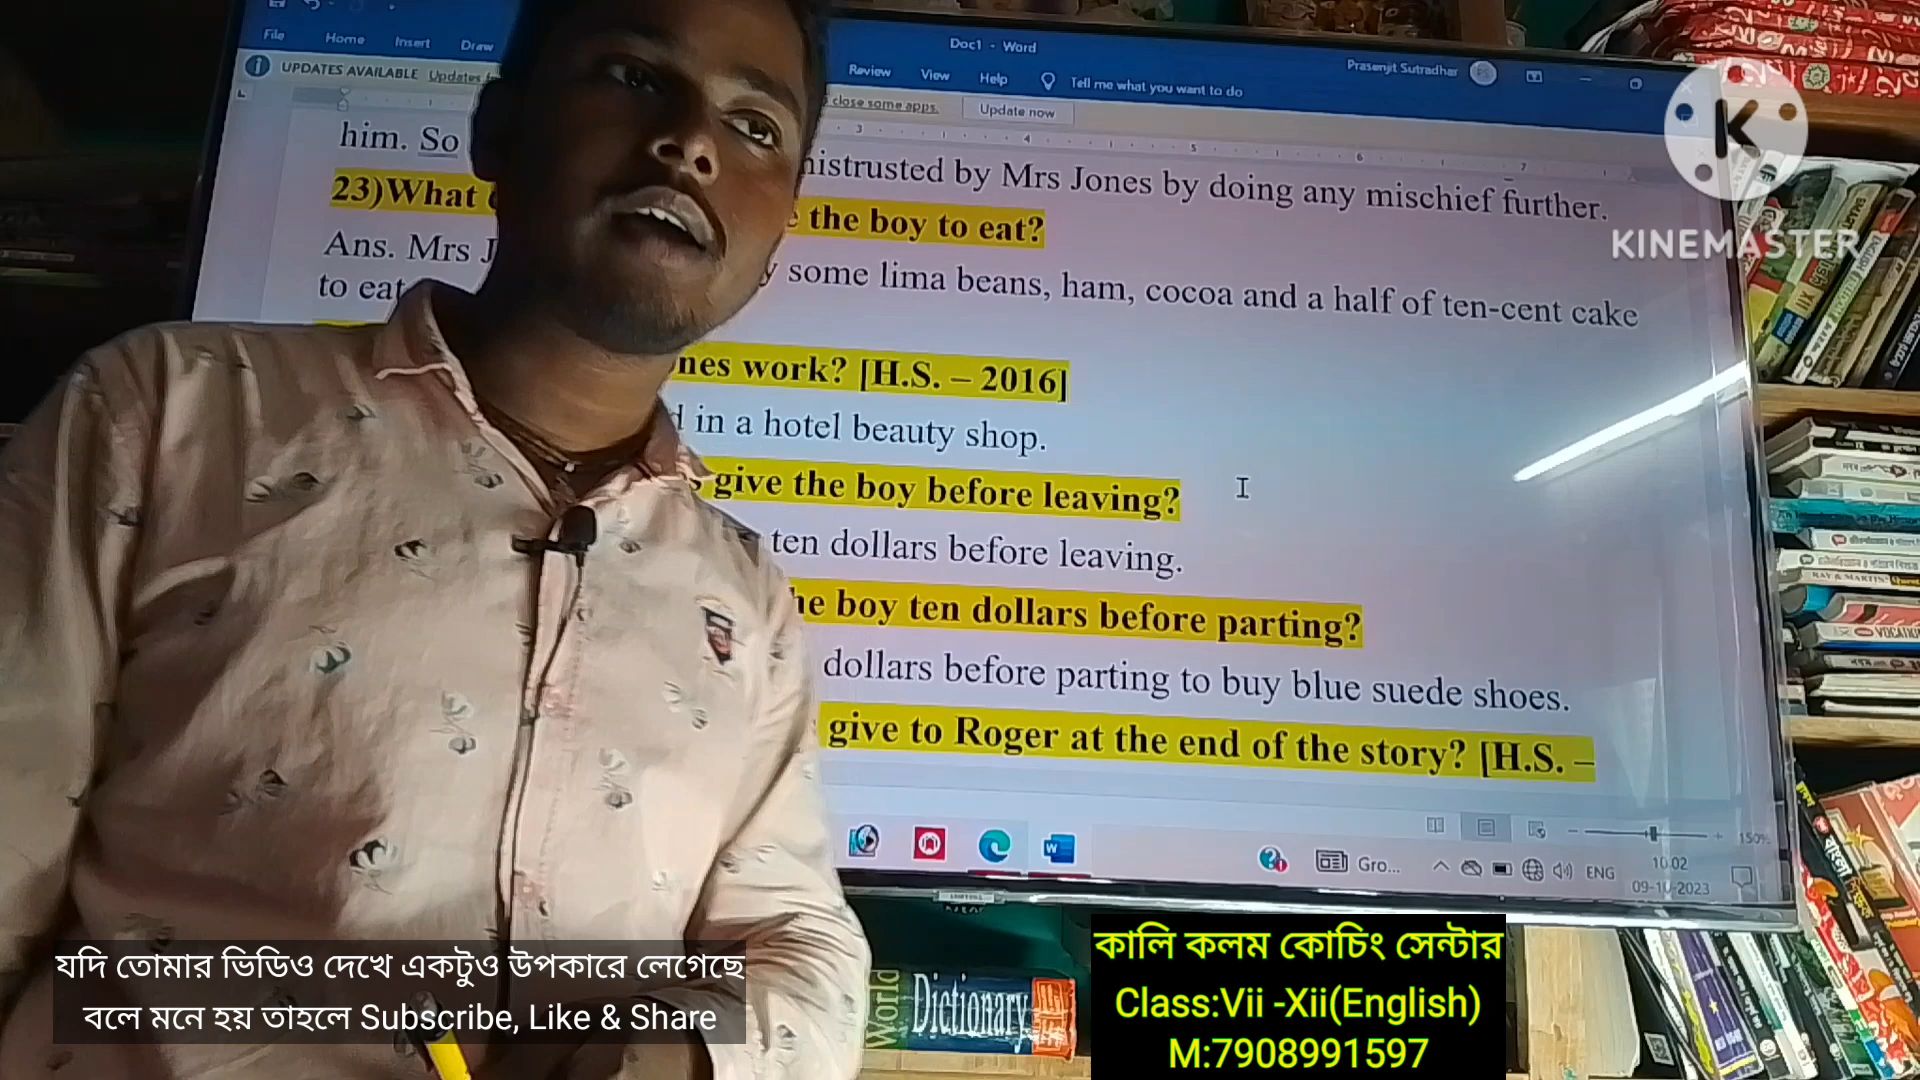 File Home Insert Draw Review View Help Tell me what you want to do
Doc1 - Word
Prasenjit Sutradhar
UPDATES AVAILABLE Updates close some apps. Update now
him. So mistrusted by Mrs Jones by doing any mischief further.
23)What the boy to eat?
Ans. Mrs some lima beans, ham, cocoa and a half of ten-cent cake
to eat
work? [H.S. – 2016]
in a hotel beauty shop.
give the boy before leaving?
ten dollars before leaving.
boy ten dollars before parting?
dollars before parting to buy blue suede shoes.
give to Roger at the end of the story? [H.S. –
Gro... ENG
10:02
150%
K
KINEMASTER
World
Dictionary
RAY & MARTIN'S
যদি তোমার ভিডিও দেখে একটুও উপকারে লেগেছে
বলে মনে হয় তাহলে Subscribe, Like & Share
কালি কলম কোচিং সেন্টার
Class:Vii -Xii(English)
M:7908991597